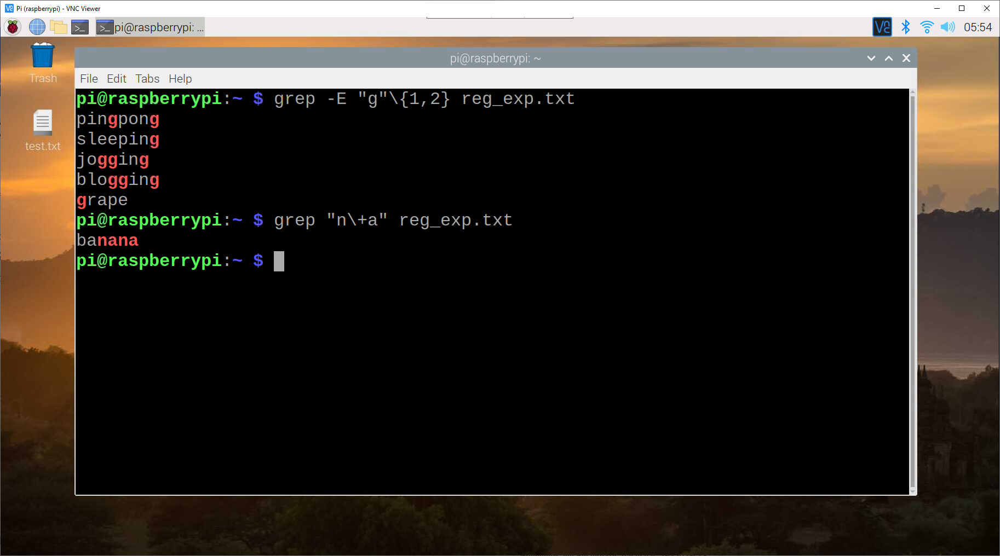 Pi (raspberrypi) - VNC Viewer
pi@raspberrypi: ...
05:54
Trash
test.txt
pi@raspberrypi: ~
File Edit Tabs Help
pi@raspberrypi:~ $ grep -E "g"\{1,2} reg_exp.txt
pingpong
sleeping
jogging
blogging
grape
pi@raspberrypi:~ $ grep "n\+a" reg_exp.txt
banana
pi@raspberrypi:~ $